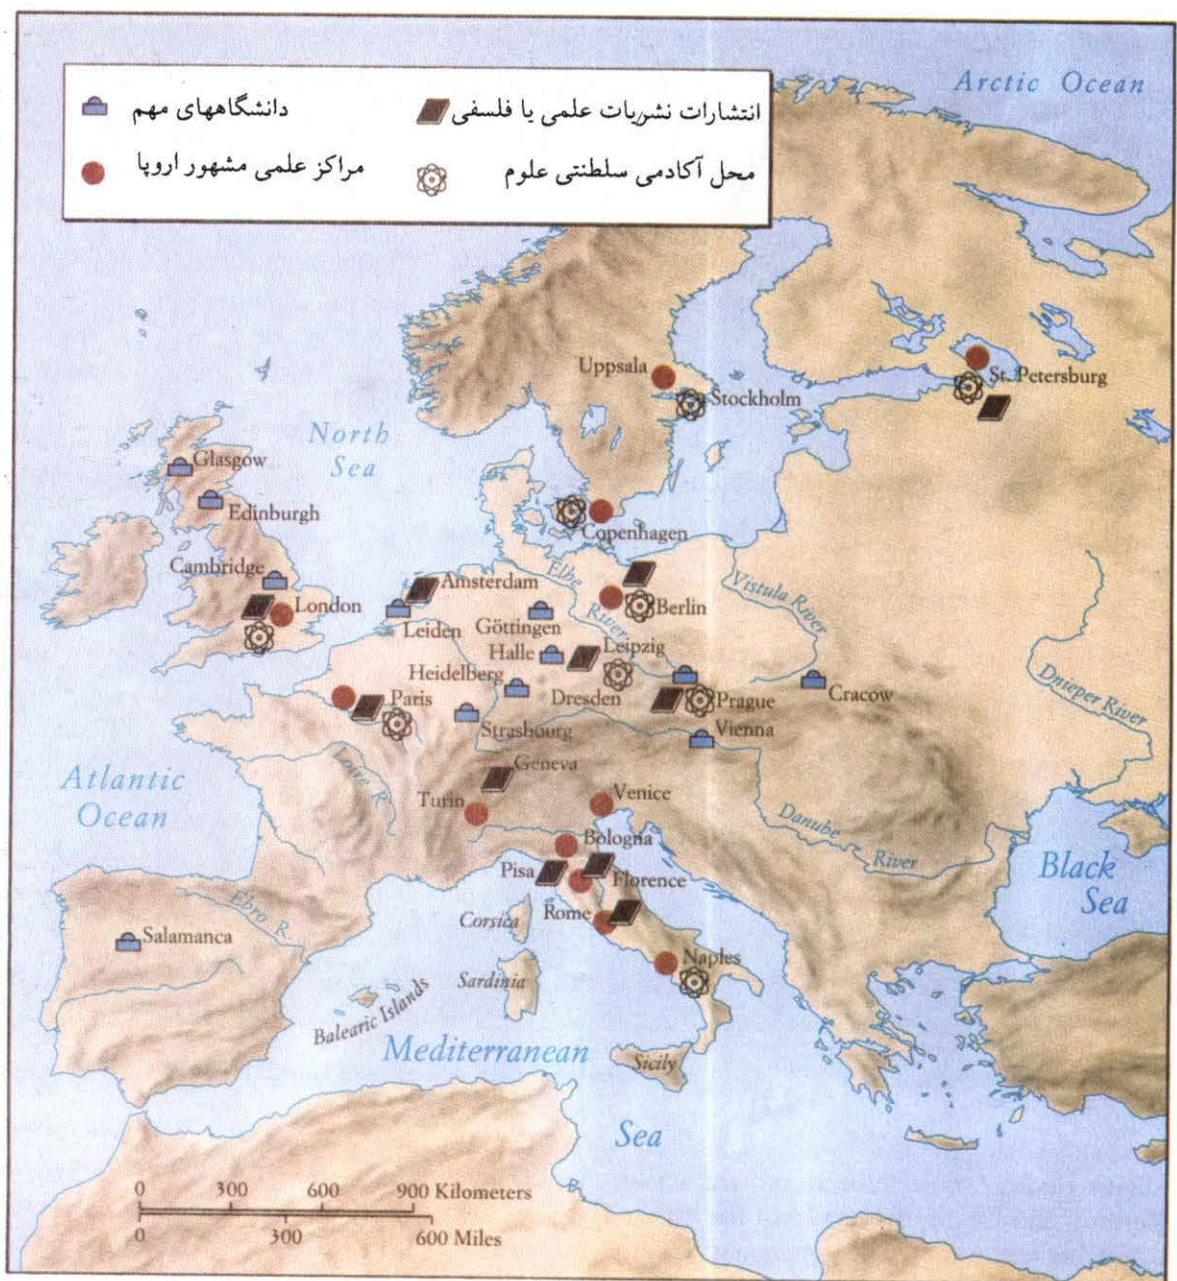 Arctic Ocean
انتشارات نشریات علمی یا فلسفی
دانشگاههای مهم
محل آکادمی سلطنتی علوم
مراکز علمی مشهور اروپا
Uppsala
Stockholm
St. Petersburg
North
Sea
Glasgow
Edinburgh
Copenhagen
Cambridge
London
Amsterdam
Leiden
Elbe
River
Berlin
Vistula River
Göttingen
Halle
Leipzig
Heidelberg
Dresden
Prague
Cracow
Dnieper River
Paris
Strasbourg
Vienna
Loire R.
Geneva
Atlantic
Ocean
Turin
Venice
Danube
River
Bologna
Pisa
Florence
Black
Sea
Rome
Corsica
Ebro R.
Salamanca
Naples
Sardinia
Balearic Islands
Mediterranean
Sicily
Sea
0 300 600 900 Kilometers
0 300 600 Miles